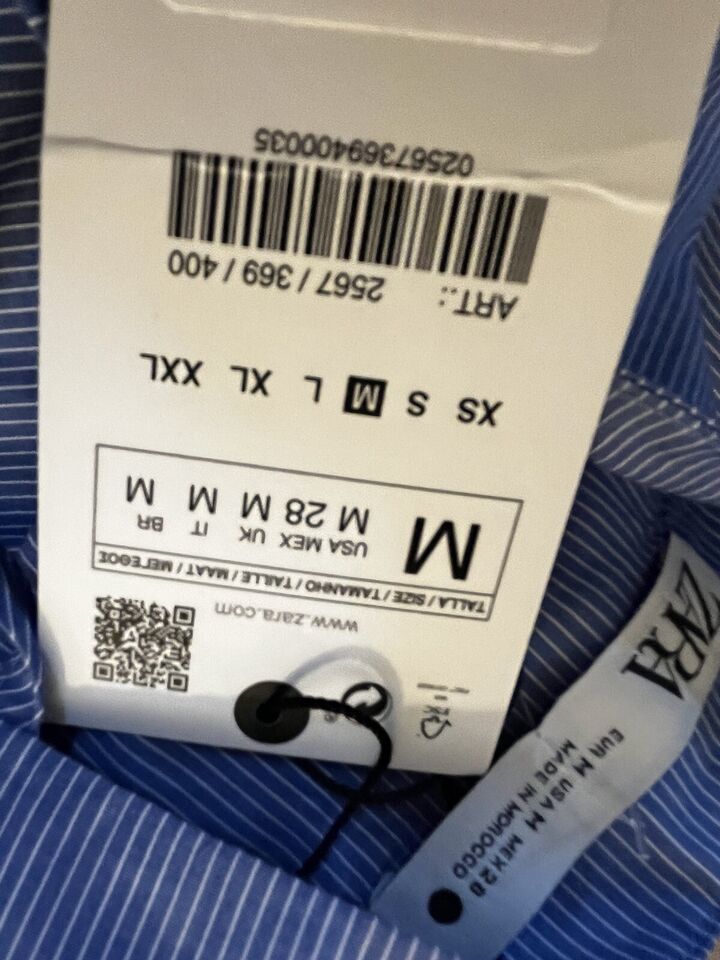 www.zara.com
TALLA / SIZE / TAMANHO / TAILLE / MAAT / ΜΕΓΕΘΟΣ
M
USA MEX UK IT BR
M 28 M M M
XS S M L XL XXL
ART.: 2567 / 369 / 400
02567369400035
ZARA
EUR M USA M MEX 28
MADE IN MOROCCO